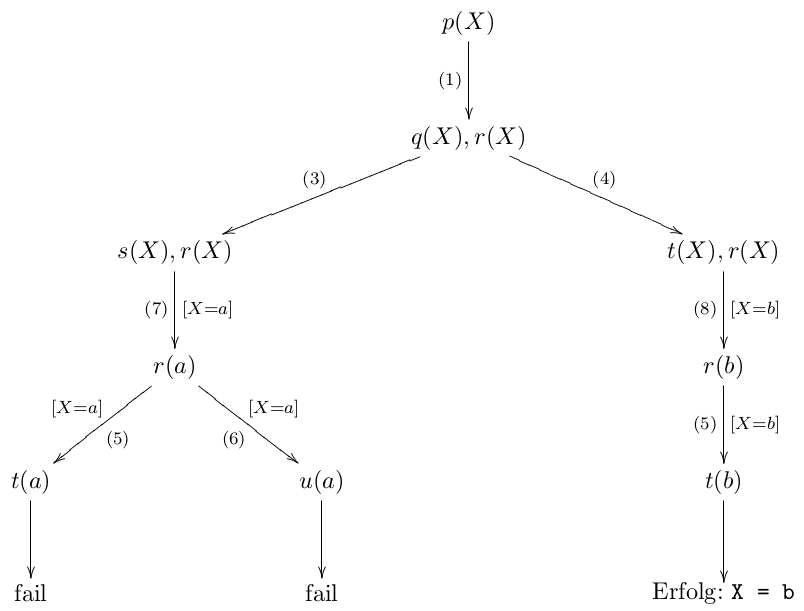 p(X)
(1)
q(X), r(X)
(3) (4)
s(X), r(X) t(X), r(X)
(7) [X=a] (8) [X=b]
r(a) r(b)
[X=a] [X=a]
(5) (6) (5) [X=b]
t(a) u(a) t(b)
fail fail Erfolg: X = b